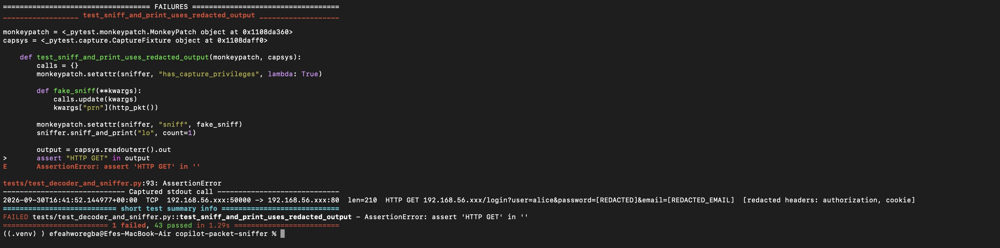 =================================== FAILURES ===================================
__________________ test_sniff_and_print_uses_redacted_output ___________________

monkeypatch = <_pytest.monkeypatch.MonkeyPatch object at 0x1108da360>
capsys = <_pytest.capture.CaptureFixture object at 0x1108daff0>

    def test_sniff_and_print_uses_redacted_output(monkeypatch, capsys):
        calls = {}
        monkeypatch.setattr(sniffer, "has_capture_privileges", lambda: True)

        def fake_sniff(**kwargs):
            calls.update(kwargs)
            kwargs["prn"](http_pkt())

        monkeypatch.setattr(sniffer, "sniff", fake_sniff)
        sniffer.sniff_and_print("lo", count=1)

        output = capsys.readouterr().out
>       assert "HTTP GET" in output
E       AssertionError: assert 'HTTP GET' in ''

tests/test_decoder_and_sniffer.py:93: AssertionError
----------------------------- Captured stdout call -----------------------------
2026-09-30T16:41:52.144977+00:00  TCP  192.168.56.xxx:50000 -> 192.168.56.xxx:80  len=210  HTTP GET 192.168.56.xxx/login?user=alice&password=[REDACTED]&email=[REDACTED_EMAIL]  [redacted headers: authorization, cookie]
=========================== short test summary info ============================
FAILED tests/test_decoder_and_sniffer.py::test_sniff_and_print_uses_redacted_output - AssertionError: assert 'HTTP GET' in ''
========================= 1 failed, 43 passed in 1.29s =========================
((.venv) ) efeahworegba@Efes-MacBook-Air copilot-packet-sniffer %